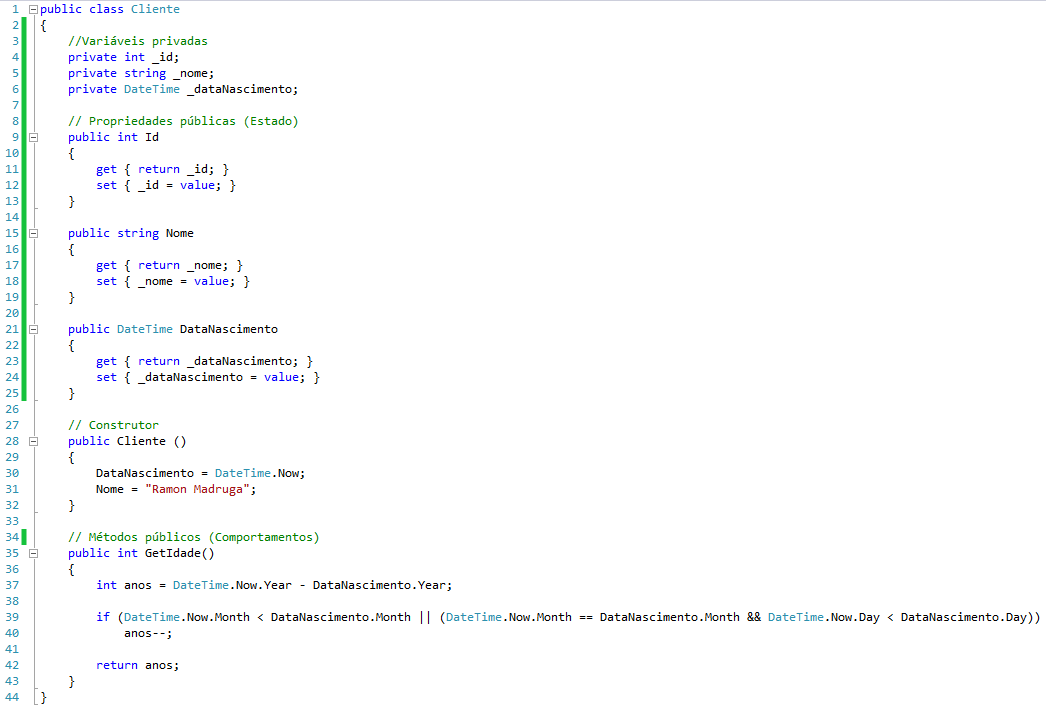 1 public class Cliente
2 {
3 //Variáveis privadas
4 private int _id;
5 private string _nome;
6 private DateTime _dataNascimento;
7
8 // Propriedades públicas (Estado)
9 public int Id
10 {
11 get { return _id; }
12 set { _id = value; }
13 }
14
15 public string Nome
16 {
17 get { return _nome; }
18 set { _nome = value; }
19 }
20
21 public DateTime DataNascimento
22 {
23 get { return _dataNascimento; }
24 set { _dataNascimento = value; }
25 }
26
27 // Construtor
28 public Cliente ()
29 {
30 DataNascimento = DateTime.Now;
31 Nome = "Ramon Madruga";
32 }
33
34 // Métodos públicos (Comportamentos)
35 public int GetIdade()
36 {
37 int anos = DateTime.Now.Year - DataNascimento.Year;
38
39 if (DateTime.Now.Month < DataNascimento.Month || (DateTime.Now.Month == DataNascimento.Month && DateTime.Now.Day < DataNascimento.Day))
40 anos--;
41
42 return anos;
43 }
44 }